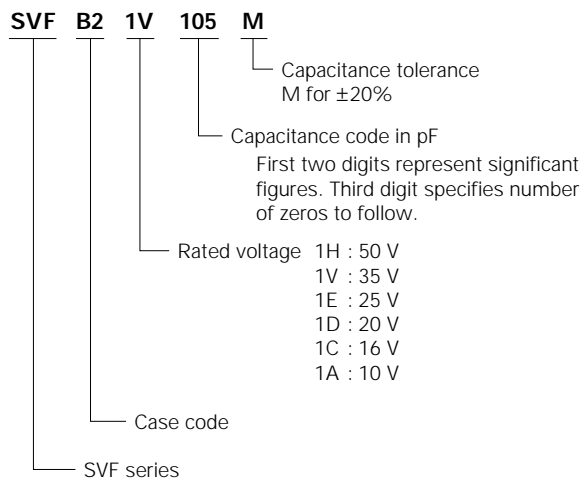 SVF B2 1V 105 M
Capacitance tolerance
M for ±20%
Capacitance code in pF
First two digits represent significant
figures. Third digit specifies number
of zeros to follow.
Rated voltage 1H : 50 V
1V : 35 V
1E : 25 V
1D : 20 V
1C : 16 V
1A : 10 V
Case code
SVF series